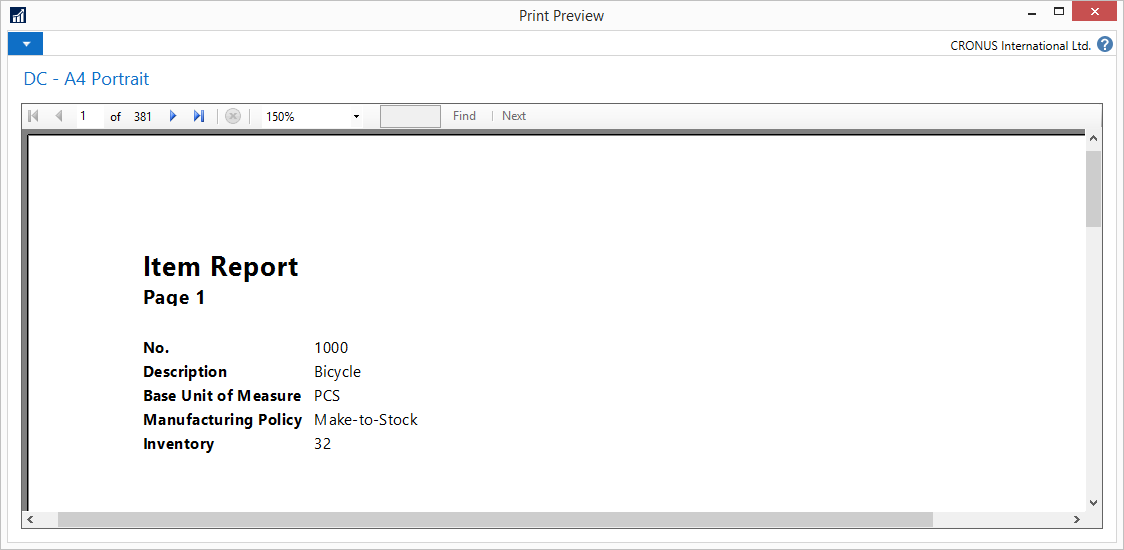 Print Preview
CRONUS International Ltd.
DC - A4 Portrait
1 of 381 150% Find Next
Item Report
Page 1
No. 1000
Description Bicycle
Base Unit of Measure PCS
Manufacturing Policy Make-to-Stock
Inventory 32